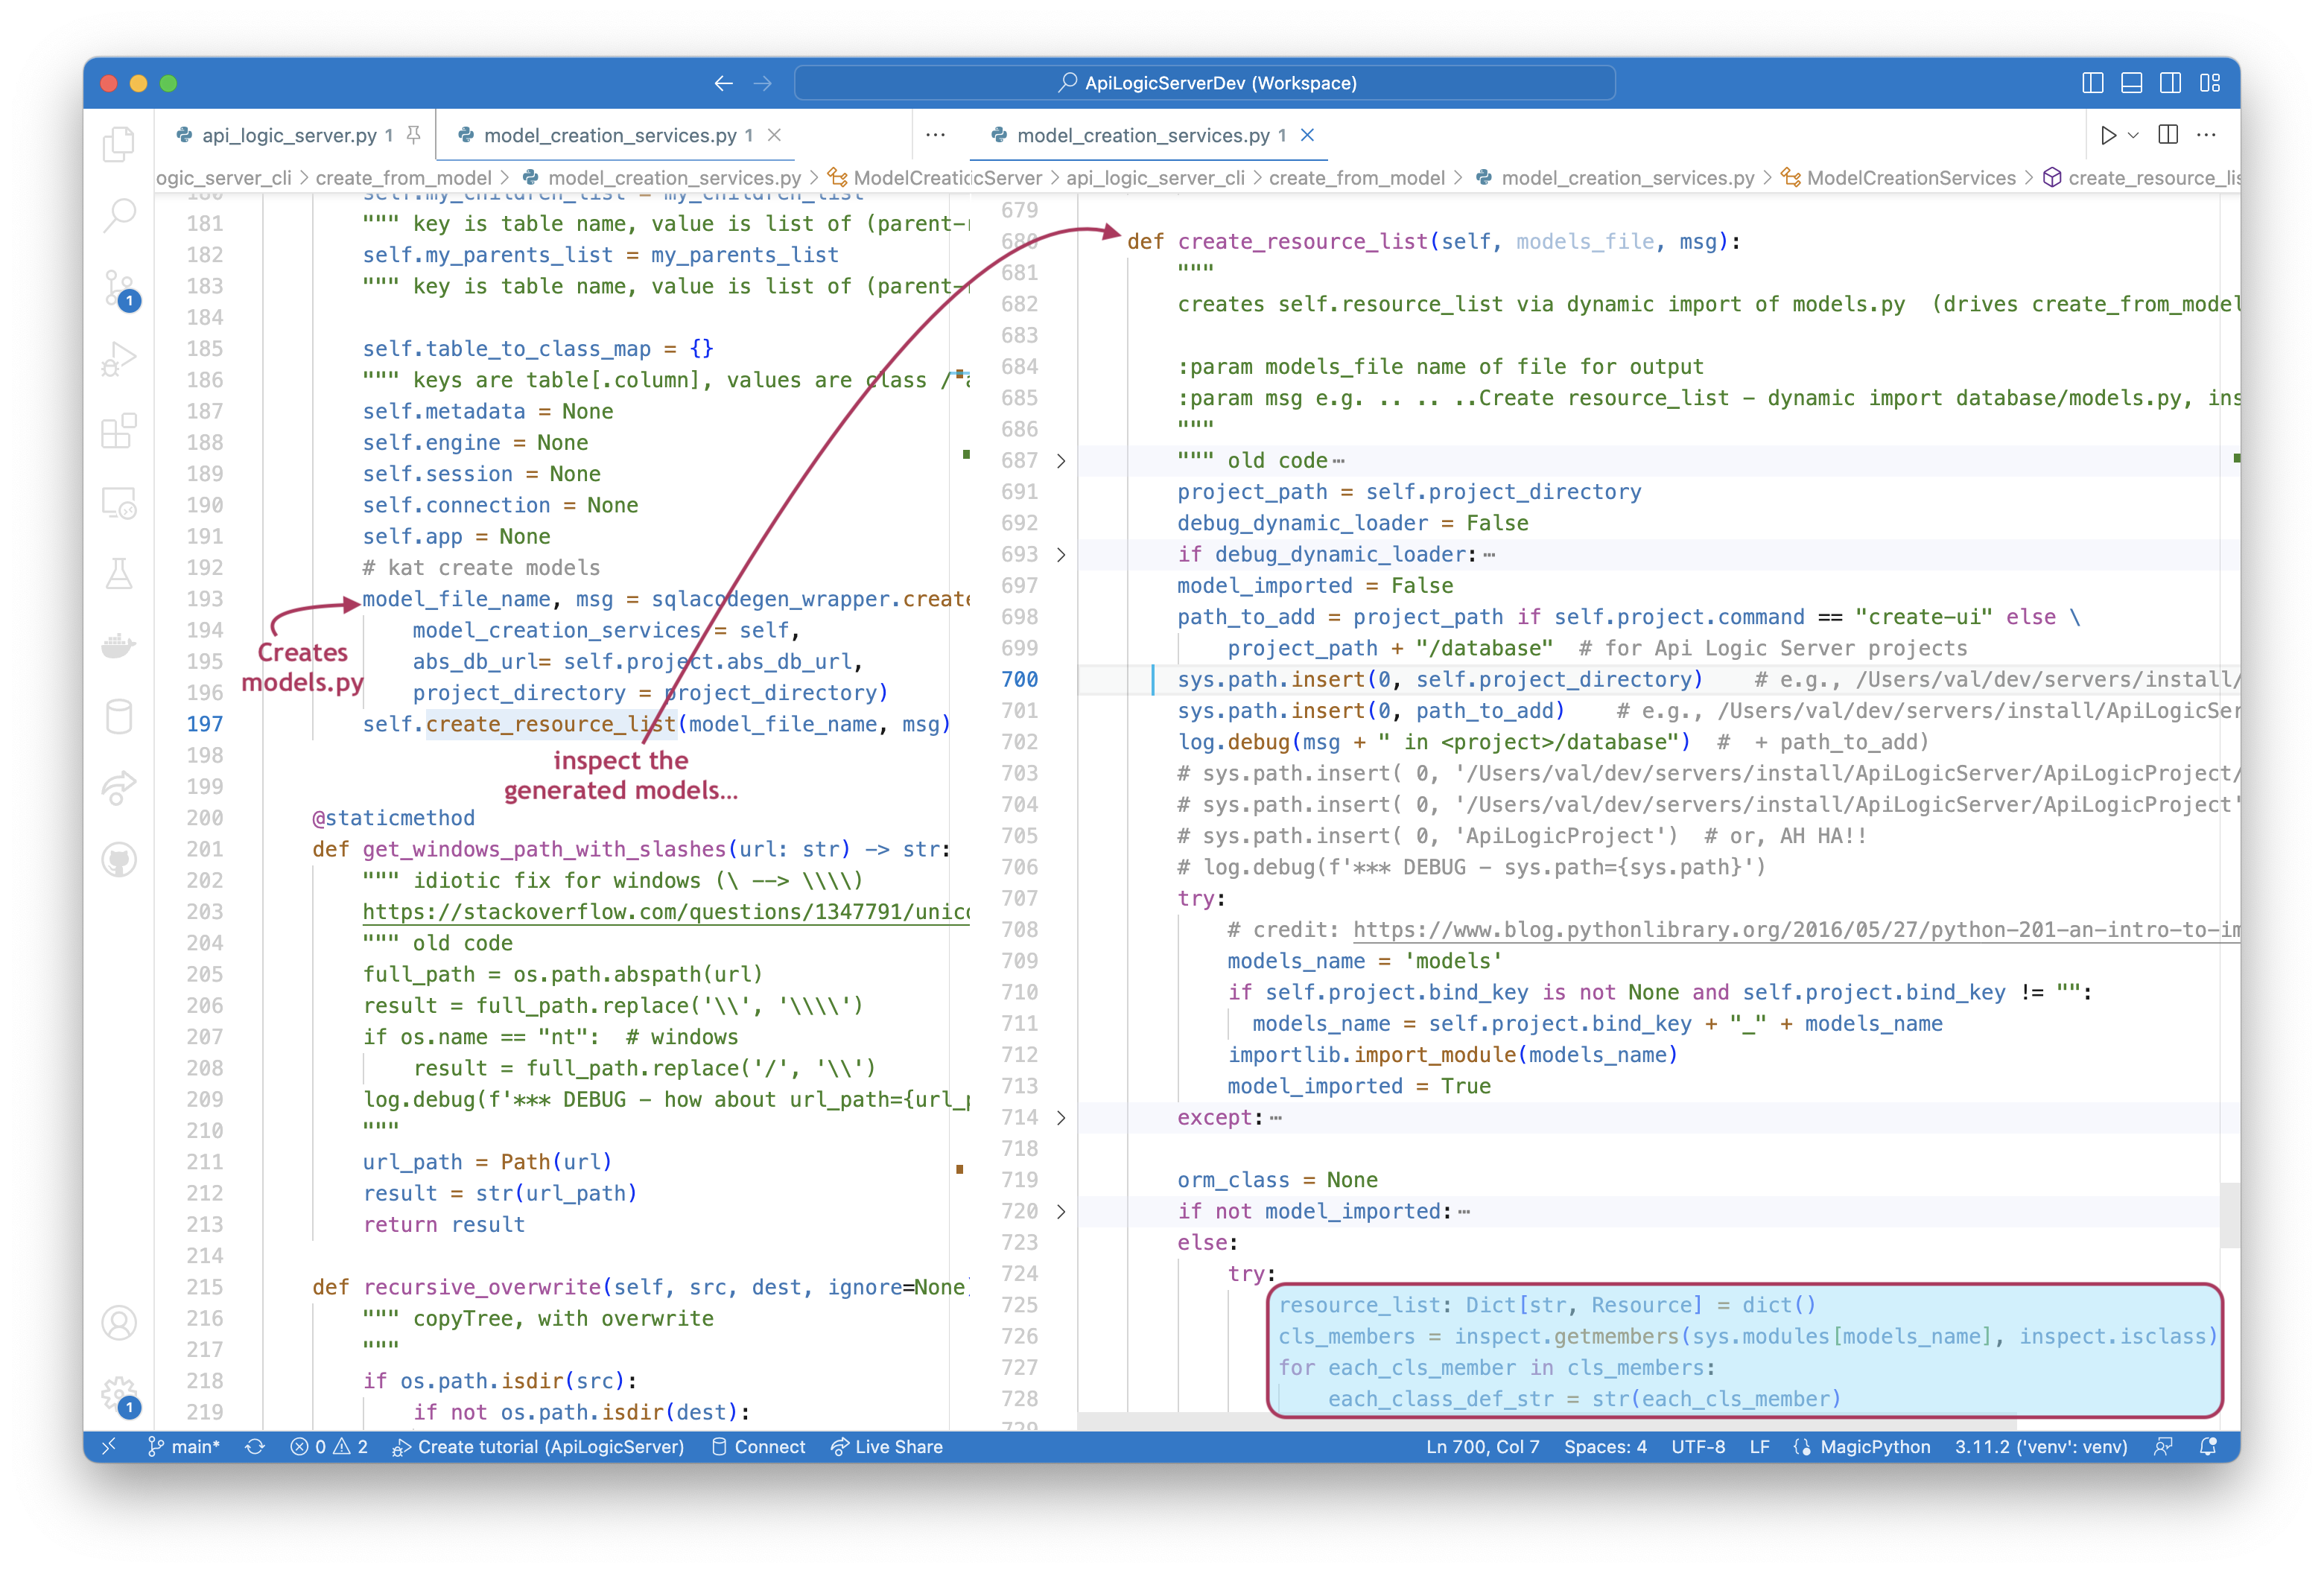 ApiLogicServerDev (Workspace)
api_logic_server.py 1
model_creation_services.py 1
model_creation_services.py 1
ogic_server_cli > create_from_model > model_creation_services.py > ModelCreatic
Server > api_logic_server_cli > create_from_model > model_creation_services.py > ModelCreationServices > create_resource_lis
180 self.my_children_list = my_children_list
181 """ key is table name, value is list of (parent-
182 self.my_parents_list = my_parents_list
183 """ key is table name, value is list of (parent-
184
185 self.table_to_class_map = {}
186 """ keys are table[.column], values are class / a
187 self.metadata = None
188 self.engine = None
189 self.session = None
190 self.connection = None
191 self.app = None
192 # kat create models
193 model_file_name, msg = sqlacodegen_wrapper.create
194 model_creation_services = self,
195 abs_db_url= self.project.abs_db_url,
196 project_directory = project_directory)
197 self.create_resource_list(model_file_name, msg)
198
199
200 @staticmethod
201 def get_windows_path_with_slashes(url: str) -> str:
202 """ idiotic fix for windows (\ --> \\\\)
203 https://stackoverflow.com/questions/1347791/unico
204 """ old code
205 full_path = os.path.abspath(url)
206 result = full_path.replace('\\', '\\\\')
207 if os.name == "nt":  # windows
208 result = full_path.replace('/', '\\')
209 log.debug(f'*** DEBUG - how about url_path={url_p
210 """
211 url_path = Path(url)
212 result = str(url_path)
213 return result
214
215 def recursive_overwrite(self, src, dest, ignore=None)
216 """ copyTree, with overwrite
217 """
218 if os.path.isdir(src):
219 if not os.path.isdir(dest):
Creates
models.py
inspect the
generated models...
679
680 def create_resource_list(self, models_file, msg):
681 """
682 creates self.resource_list via dynamic import of models.py  (drives create_from_model
683
684 :param models_file name of file for output
685 :param msg e.g. .. .. ..Create resource_list - dynamic import database/models.py, ins
686 """
687 """ old code
691 project_path = self.project_directory
692 debug_dynamic_loader = False
693 if debug_dynamic_loader:
697 model_imported = False
698 path_to_add = project_path if self.project.command == "create-ui" else \
699 project_path + "/database"  # for Api Logic Server projects
700 sys.path.insert(0, self.project_directory)    # e.g., /Users/val/dev/servers/install/
701 sys.path.insert(0, path_to_add)    # e.g., /Users/val/dev/servers/install/ApiLogicSer
702 log.debug(msg + " in <project>/database")  #  + path_to_add)
703 # sys.path.insert( 0, '/Users/val/dev/servers/install/ApiLogicServer/ApiLogicProject/
704 # sys.path.insert( 0, '/Users/val/dev/servers/install/ApiLogicServer/ApiLogicProject'
705 # sys.path.insert( 0, 'ApiLogicProject')  # or, AH HA!!
706 # log.debug(f'*** DEBUG - sys.path={sys.path}')
707 try:
708 # credit: https://www.blog.pythonlibrary.org/2016/05/27/python-201-an-intro-to-im
709 models_name = 'models'
710 if self.project.bind_key is not None and self.project.bind_key != "":
711 models_name = self.project.bind_key + "_" + models_name
712 importlib.import_module(models_name)
713 model_imported = True
714 except:
718
719 orm_class = None
720 if not model_imported:
723 else:
724 try:
725 resource_list: Dict[str, Resource] = dict()
726 cls_members = inspect.getmembers(sys.modules[models_name], inspect.isclass)
727 for each_cls_member in cls_members:
728 each_class_def_str = str(each_cls_member)
729
1
1
main* 0 2 Create tutorial (ApiLogicServer) Connect Live Share Ln 700, Col 7 Spaces: 4 UTF-8 LF MagicPython 3.11.2 ('venv': venv)